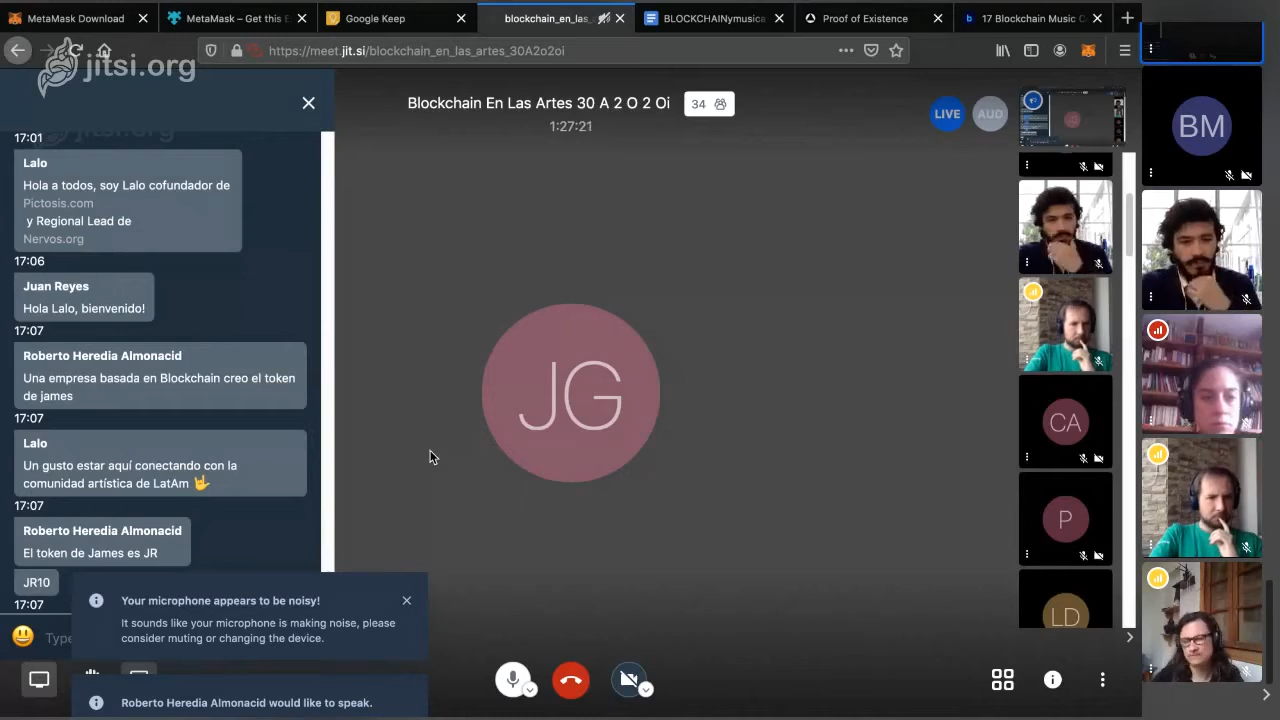 MetaMask Download
MetaMask – Get this E
Google Keep
blockchain_en_las_
BLOCKCHAINymusica
Proof of Existence
17 Blockchain Music C
https://meet.jit.si/blockchain_en_las_artes_30A2o2oi
jitsi.org
Blockchain En Las Artes 30 A 2 O 2 Oi
34
1:27:21
LIVE
AUD
17:01
Lalo
Hola a todos, soy Lalo cofundador de
Pictosis.com
y Regional Lead de
Nervos.org
17:06
Juan Reyes
Hola Lalo, bienvenido!
17:07
Roberto Heredia Almonacid
Una empresa basada en Blockchain creo el token
de james
17:07
Lalo
Un gusto estar aquí conectando con la
comunidad artística de LatAm 🤟
17:07
Roberto Heredia Almonacid
El token de James es JR
JR10
17:07
Type
Your microphone appears to be noisy!
It sounds like your microphone is making noise, please
consider muting or changing the device.
Roberto Heredia Almonacid would like to speak.
JG
CA
P
LD
BM